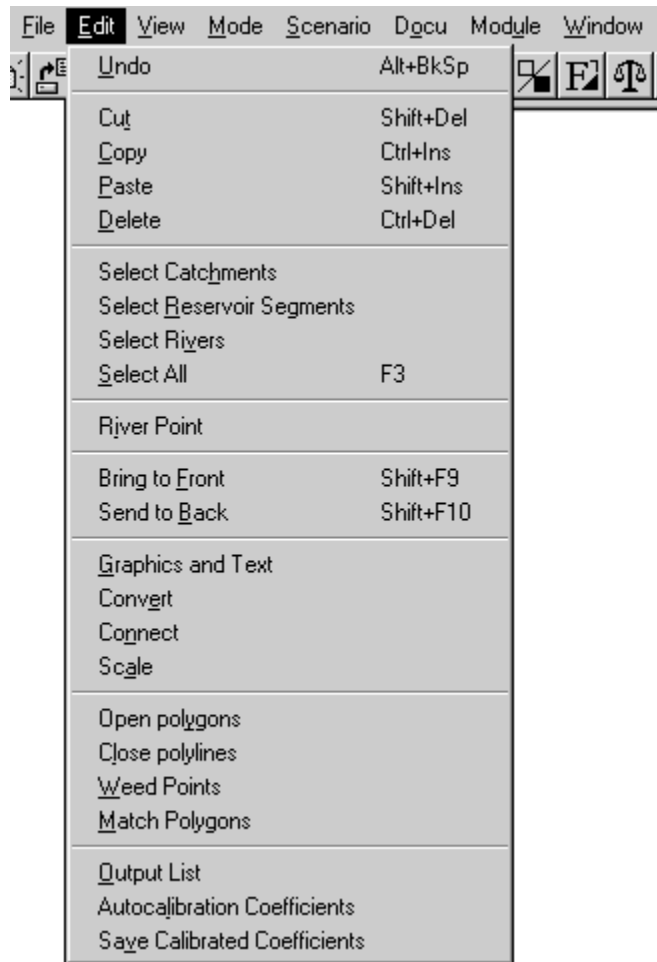 File Edit View Mode Scenario Docu Module Window
F
Undo Alt+BkSp
Cut Shift+Del
Copy Ctrl+Ins
Paste Shift+Ins
Delete Ctrl+Del
Select Catchments
Select Reservoir Segments
Select Rivers
Select All F3
River Point
Bring to Front Shift+F9
Send to Back Shift+F10
Graphics and Text
Convert
Connect
Scale
Open polygons
Close polylines
Weed Points
Match Polygons
Output List
Autocalibration Coefficients
Save Calibrated Coefficients